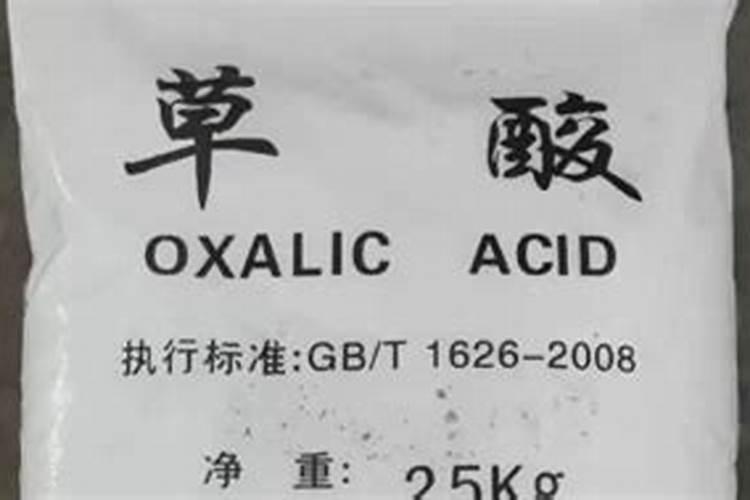 草 酸
OXALIC ACID
执行标准:GB/T 1626-2008
净 重: 25Kg